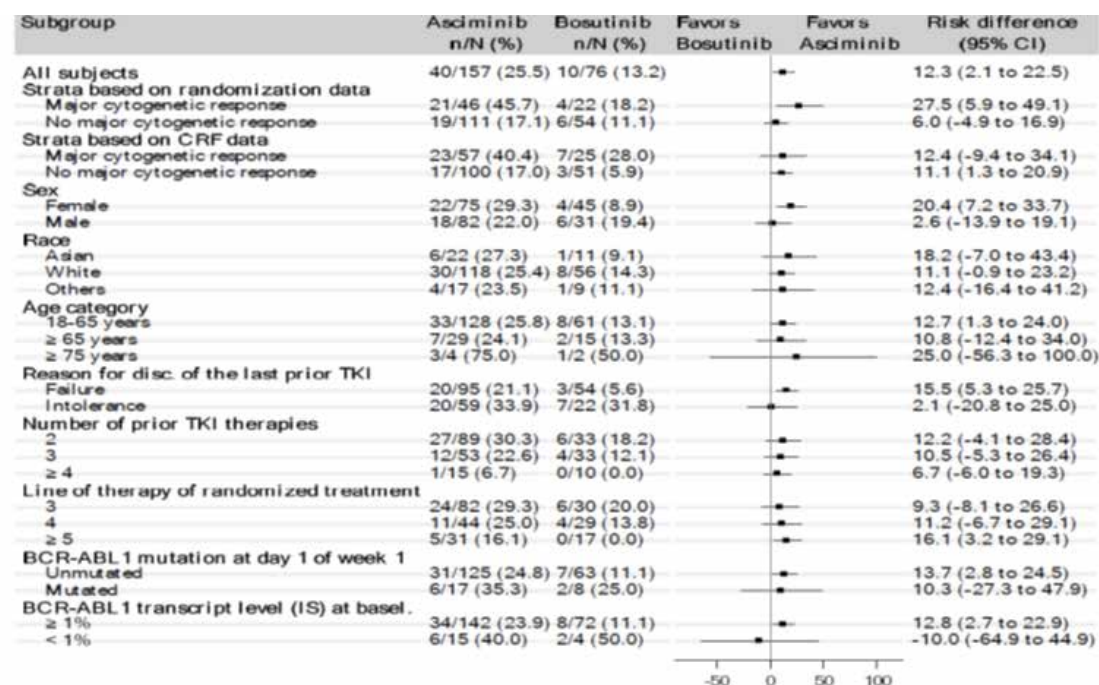 Subgroup Asciminib Bosutinib Favors Favors Risk difference
n/N (%) n/N (%) Bosutinib Asciminib (95% CI)
All subjects 40/157 (25.5) 10/76 (13.2) 12.3 (2.1 to 22.5)
Strata based on randomization data
Major cytogenetic response 21/46 (45.7) 4/22 (18.2) 27.5 (5.9 to 49.1)
No major cytogenetic response 19/111 (17.1) 6/54 (11.1) 6.0 (-4.9 to 16.9)
Strata based on CRF data
Major cytogenetic response 23/57 (40.4) 7/25 (28.0) 12.4 (-9.4 to 34.1)
No major cytogenetic response 17/100 (17.0) 3/51 (5.9) 11.1 (1.3 to 20.9)
Sex
Female 22/75 (29.3) 4/45 (8.9) 20.4 (7.2 to 33.7)
Male 18/82 (22.0) 6/31 (19.4) 2.6 (-13.9 to 19.1)
Race
Asian 6/22 (27.3) 1/11 (9.1) 18.2 (-7.0 to 43.4)
White 30/118 (25.4) 8/56 (14.3) 11.1 (-0.9 to 23.2)
Others 4/17 (23.5) 1/9 (11.1) 12.4 (-16.4 to 41.2)
Age category
18-65 years 33/128 (25.8) 8/61 (13.1) 12.7 (1.3 to 24.0)
≥ 65 years 7/29 (24.1) 2/15 (13.3) 10.8 (-12.4 to 34.0)
≥ 75 years 3/4 (75.0) 1/2 (50.0) 25.0 (-56.3 to 100.0)
Reason for disc. of the last prior TKI
Failure 20/95 (21.1) 3/54 (5.6) 15.5 (5.3 to 25.7)
Intolerance 20/59 (33.9) 7/22 (31.8) 2.1 (-20.8 to 25.0)
Number of prior TKI therapies
2 27/89 (30.3) 6/33 (18.2) 12.2 (-4.1 to 28.4)
3 12/53 (22.6) 4/33 (12.1) 10.5 (-5.3 to 26.4)
≥ 4 1/15 (6.7) 0/10 (0.0) 6.7 (-6.0 to 19.3)
Line of therapy of randomized treatment
3 24/82 (29.3) 6/30 (20.0) 9.3 (-8.1 to 26.6)
4 11/44 (25.0) 4/29 (13.8) 11.2 (-6.7 to 29.1)
≥ 5 5/31 (16.1) 0/17 (0.0) 16.1 (3.2 to 29.1)
BCR-ABL1 mutation at day 1 of week 1
Unmutated 31/125 (24.8) 7/63 (11.1) 13.7 (2.8 to 24.5)
Mutated 6/17 (35.3) 2/8 (25.0) 10.3 (-27.3 to 47.9)
BCR-ABL1 transcript level (IS) at basel.
≥ 1% 34/142 (23.9) 8/72 (11.1) 12.8 (2.7 to 22.9)
< 1% 6/15 (40.0) 2/4 (50.0) -10.0 (-64.9 to 44.9)
-50 0 50 100